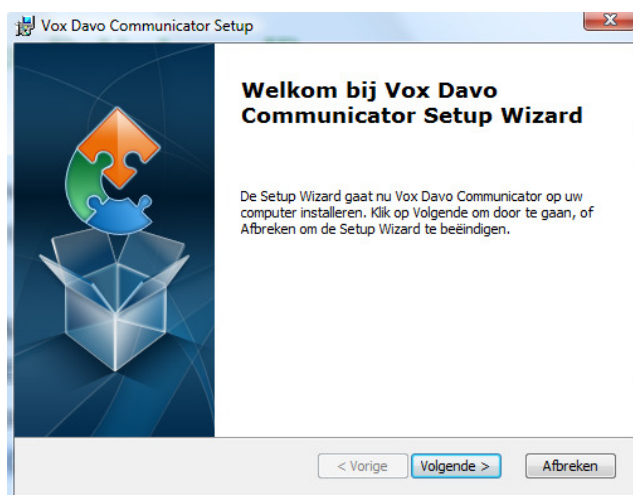 Vox Davo Communicator Setup
Welkom bij Vox Davo
Communicator Setup Wizard
De Setup Wizard gaat nu Vox Davo Communicator op uw
computer installeren. Klik op Volgende om door te gaan, of
Afbreken om de Setup Wizard te beëindigen.
< Vorige Volgende > Afbreken